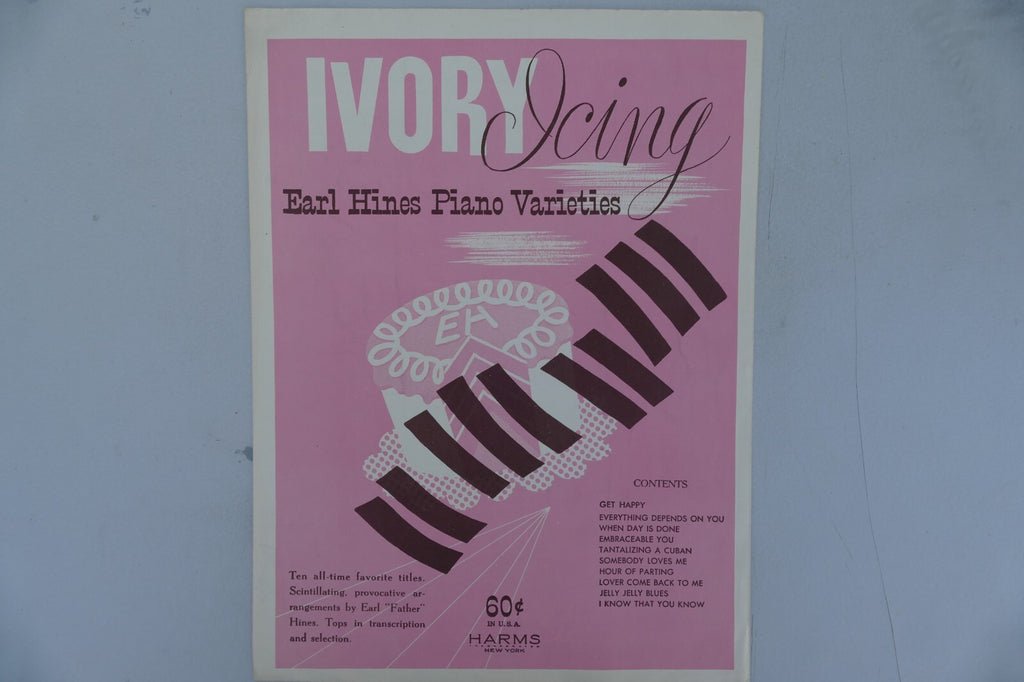 IVORY Icing
Earl Hines Piano Varieties
EH
CONTENTS
GET HAPPY
EVERYTHING DEPENDS ON YOU
WHEN DAY IS DONE
EMBRACEABLE YOU
TANTALIZING A CUBAN
SOMEBODY LOVES ME
HOUR OF PARTING
LOVER COME BACK TO ME
JELLY JELLY BLUES
I KNOW THAT YOU KNOW
Ten all-time favorite titles.
Scintillating, provocative ar-
rangements by Earl "Father"
Hines. Tops in transcription
and selection.
60¢
IN U.S.A.
HARMS
INCORPORATED
NEW YORK